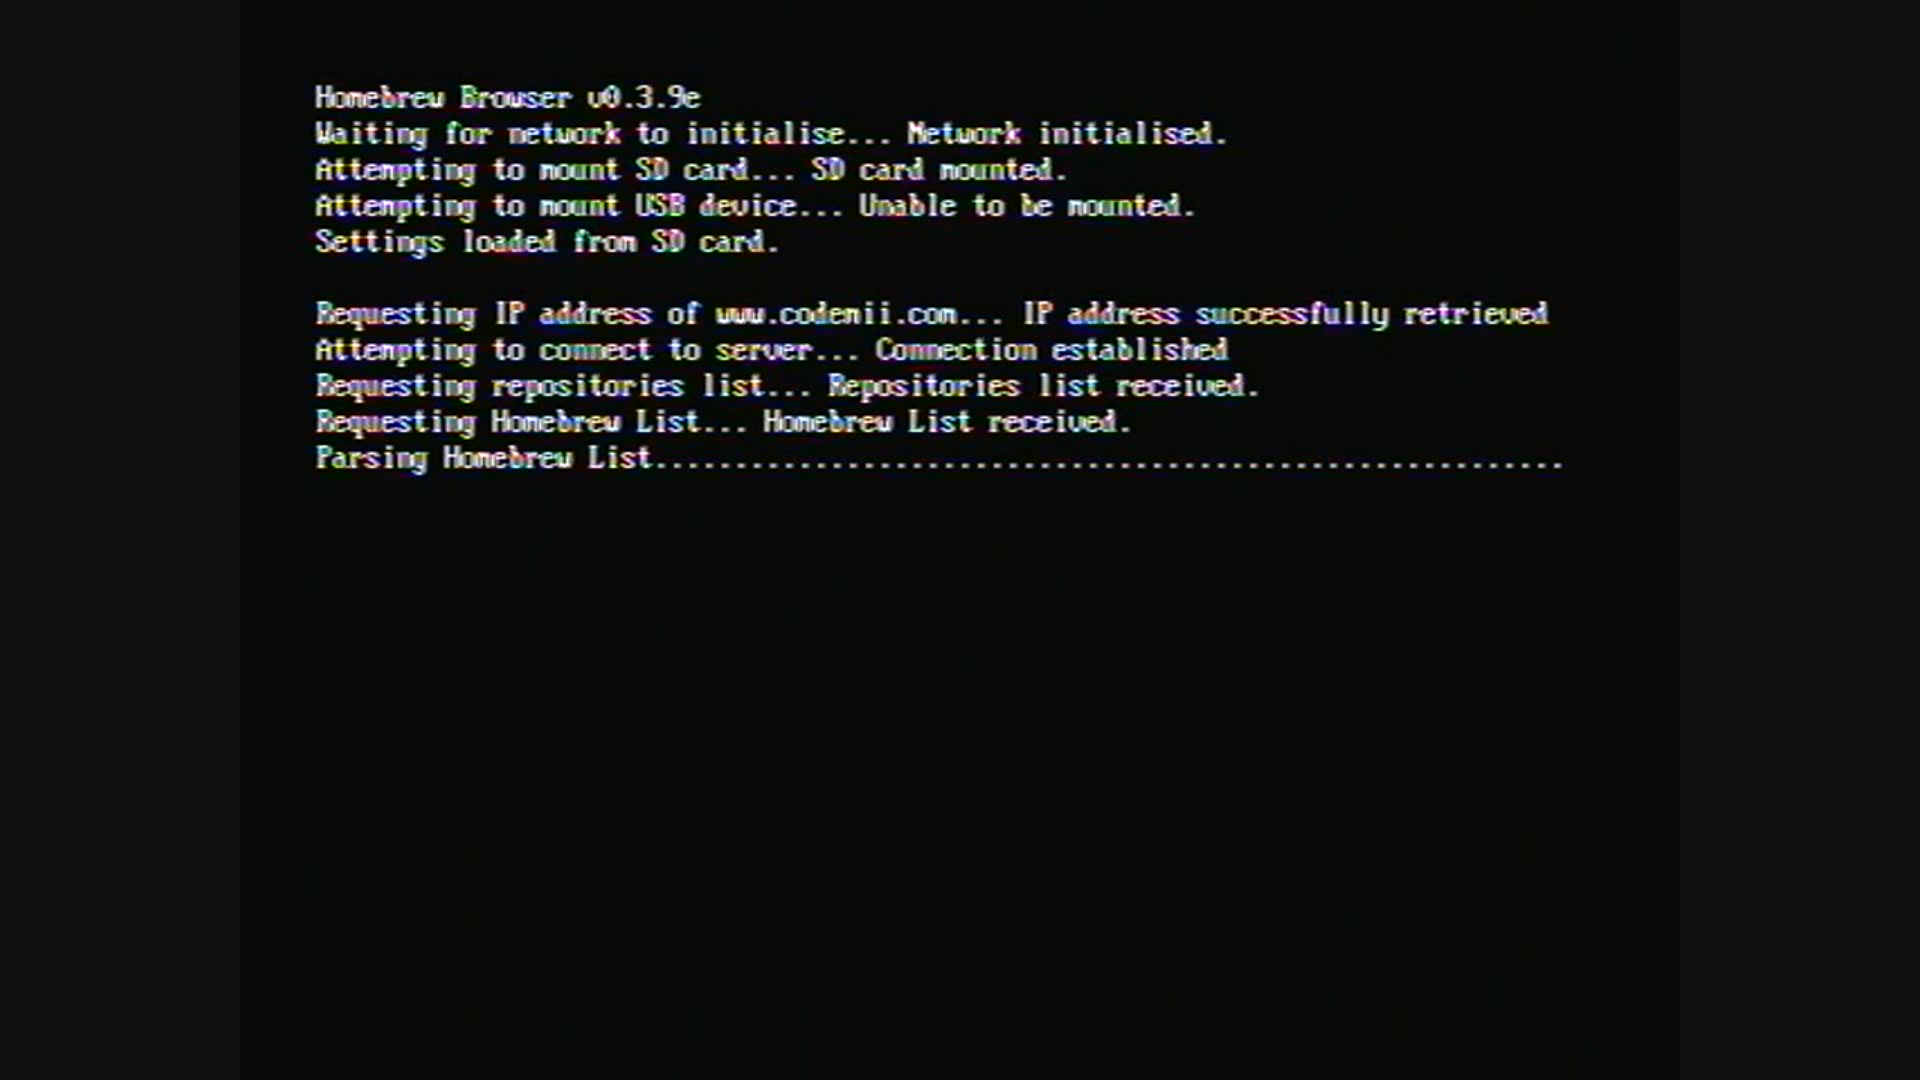 Homebrew Browser v0.3.9e
Waiting for network to initialise... Network initialised.
Attempting to mount SD card... SD card mounted.
Attempting to mount USB device... Unable to be mounted.
Settings loaded from SD card.
Requesting IP address of www.codemii.com... IP address successfully retrieved
Attempting to connect to server... Connection established
Requesting repositories list... Repositories list received.
Requesting Homebrew List... Homebrew List received.
Parsing Homebrew List.........................................................